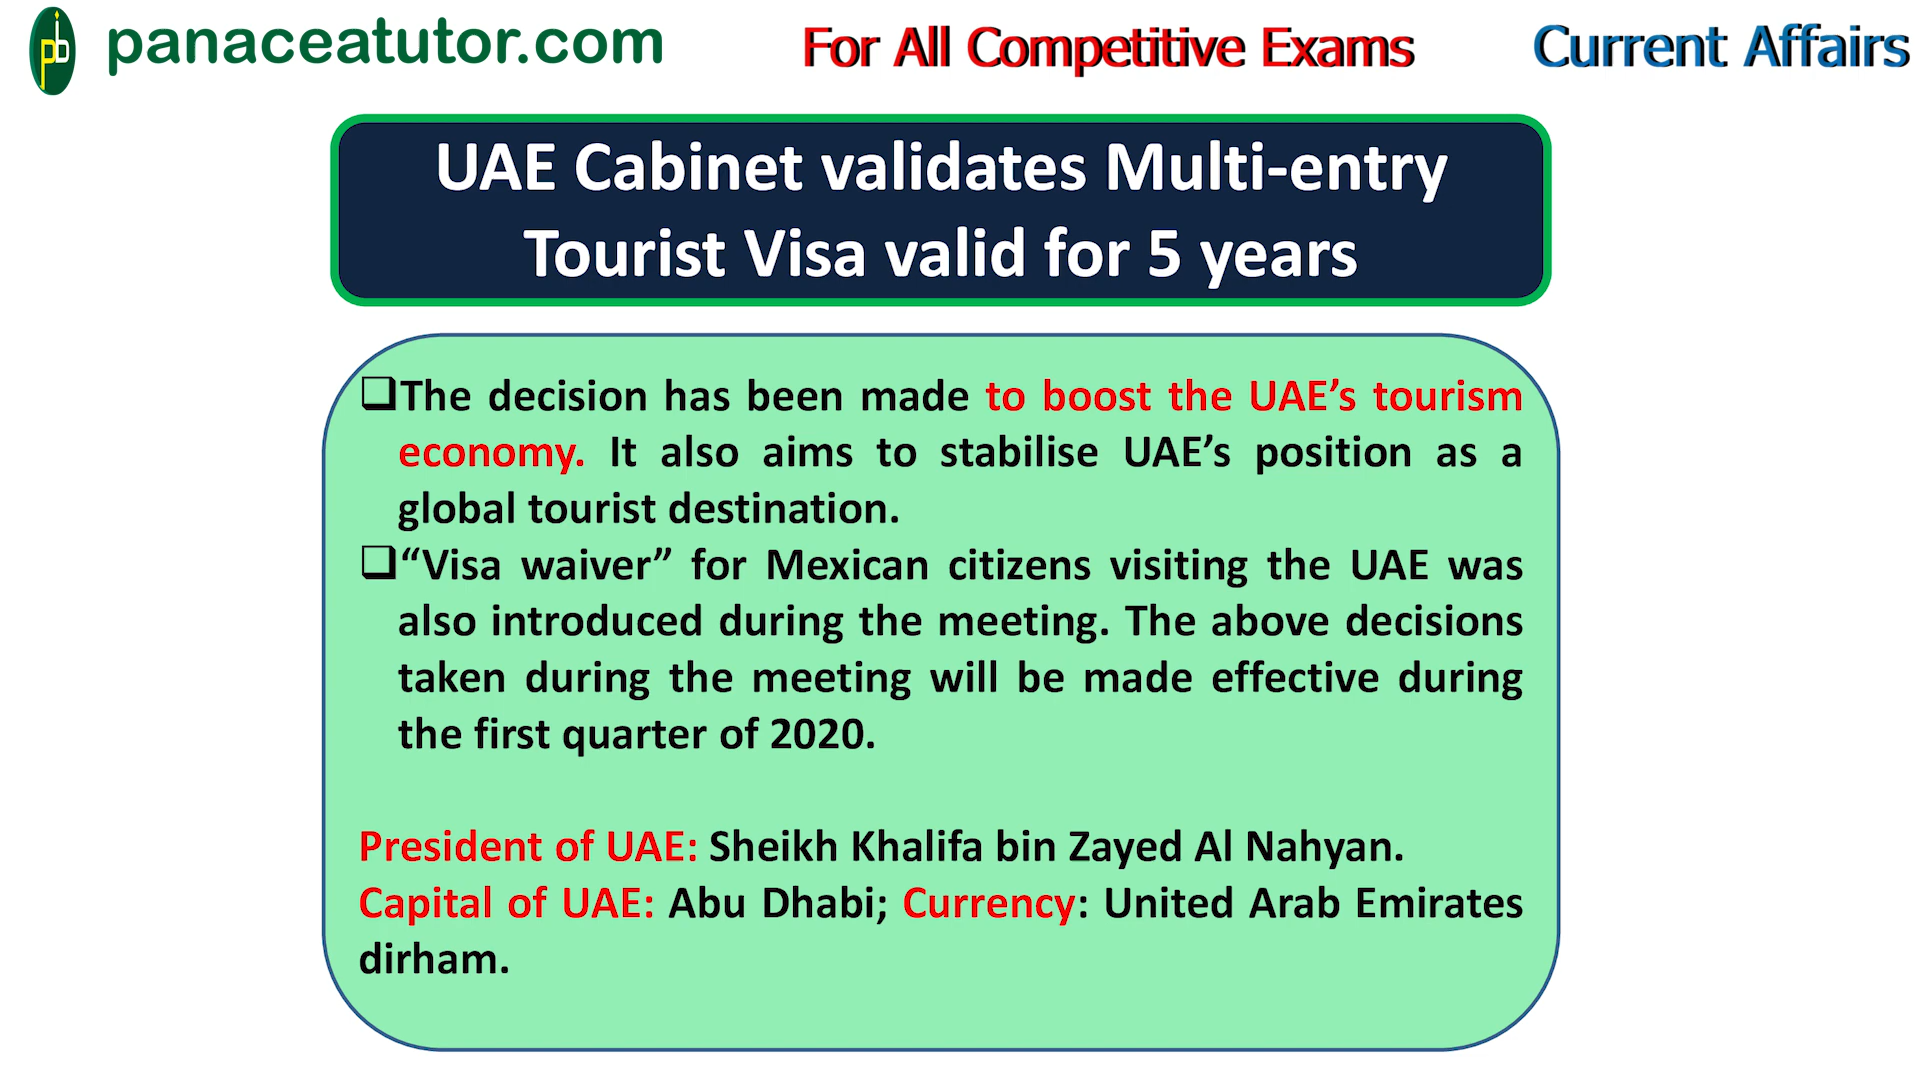 pb panaceatutor.com For All Competitive Exams Current Affairs
UAE Cabinet validates Multi-entry
Tourist Visa valid for 5 years
❑The decision has been made to boost the UAE’s tourism
economy. It also aims to stabilise UAE’s position as a
global tourist destination.
❑“Visa waiver” for Mexican citizens visiting the UAE was
also introduced during the meeting. The above decisions
taken during the meeting will be made effective during
the first quarter of 2020.
President of UAE: Sheikh Khalifa bin Zayed Al Nahyan.
Capital of UAE: Abu Dhabi; Currency: United Arab Emirates
dirham.